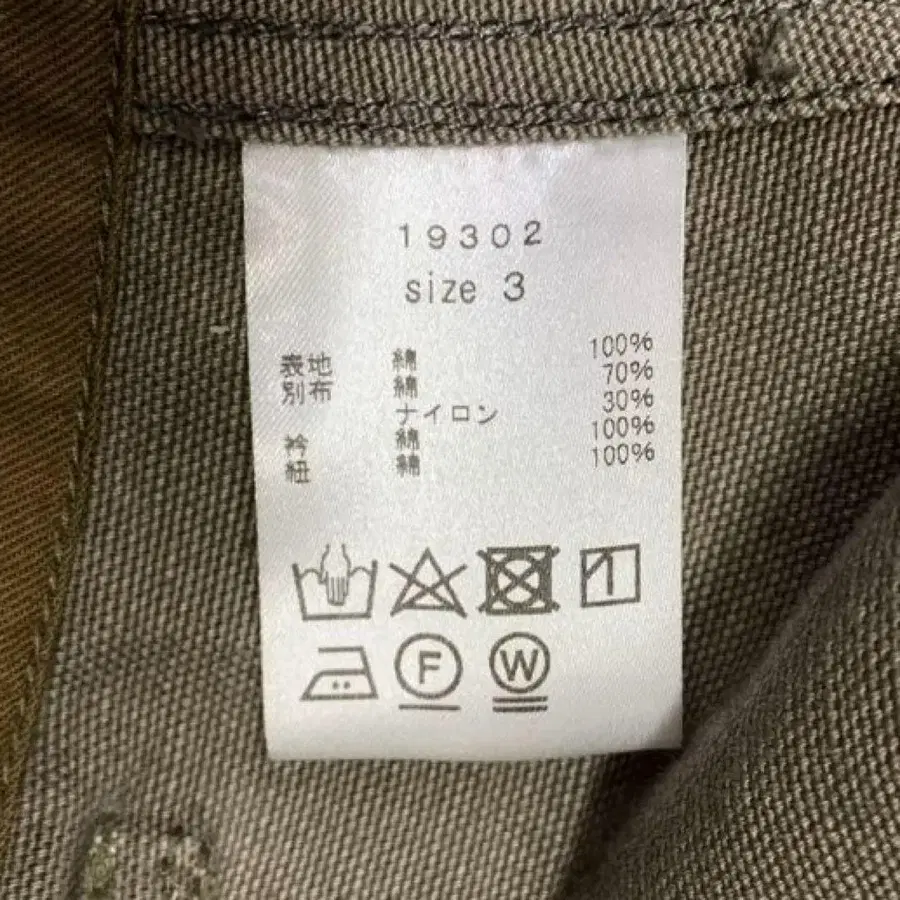 19302
size 3
表地 綿 100%
別布 綿 70%
ナイロン 30%
衿 綿 100%
紐 綿 100%
F
W